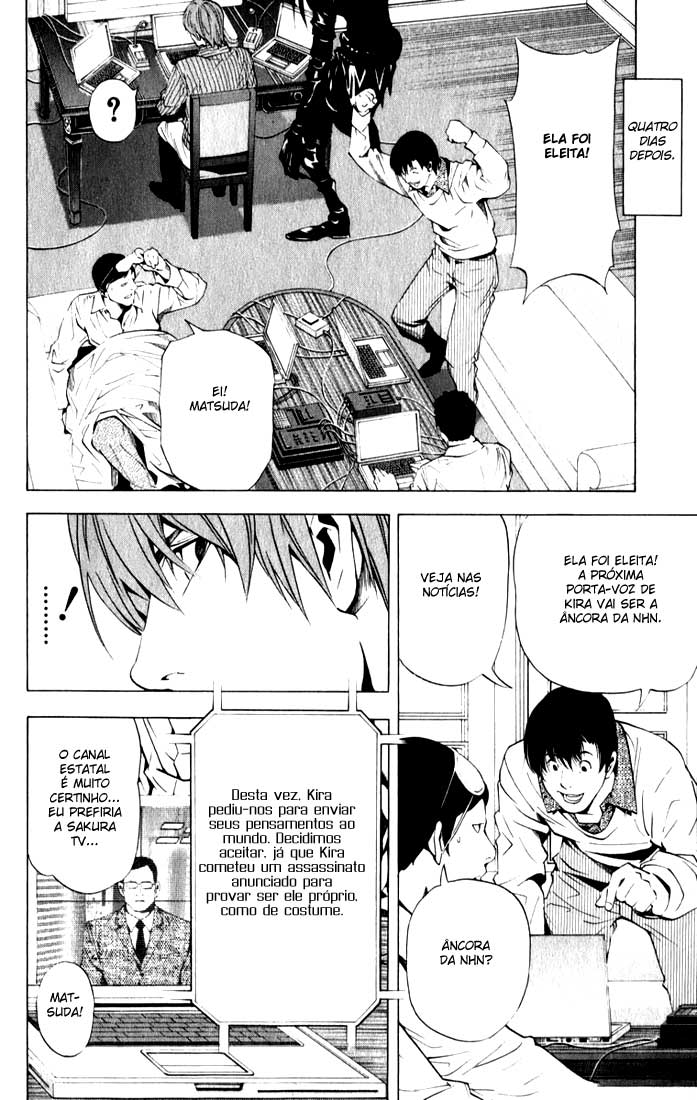 QUATRO
DIAS
DEPOIS.
ELA FOI
ELEITA!
?
EI!
MATSUDA!
ELA FOI ELEITA!
A PRÓXIMA
PORTA-VOZ DE
KIRA VAI SER A
ÂNCORA DA NHN.
VEJA NAS
NOTÍCIAS!
......!
ÂNCORA
DA NHN?
Desta vez, Kira
pediu-nos para enviar
seus pensamentos ao
mundo. Decidimos
aceitar, já que Kira
cometeu um assassinato
anunciado para
provar ser ele próprio,
como de costume.
O CANAL
ESTATAL
É MUITO
CERTINHO...
EU PREFIRIA
A SAKURA
TV...
MAT-
SUDA!